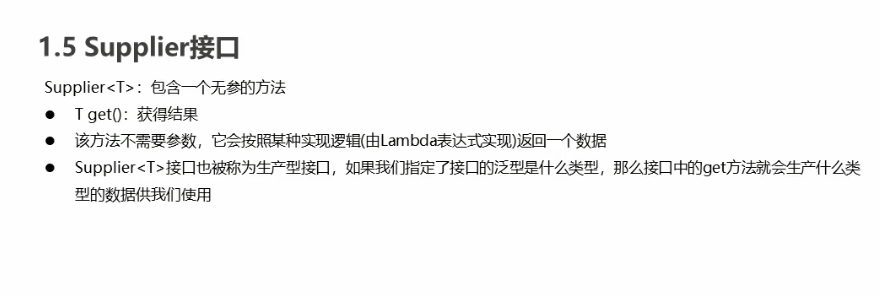 1.5 Supplier接口
Supplier<T>：包含一个无参的方法
● T get()：获得结果
● 该方法不需要参数，它会按照某种实现逻辑(由Lambda表达式实现)返回一个数据
● Supplier<T>接口也被称为生产型接口，如果我们指定了接口的泛型是什么类型，那么接口中的get方法就会生产什么类
型的数据供我们使用